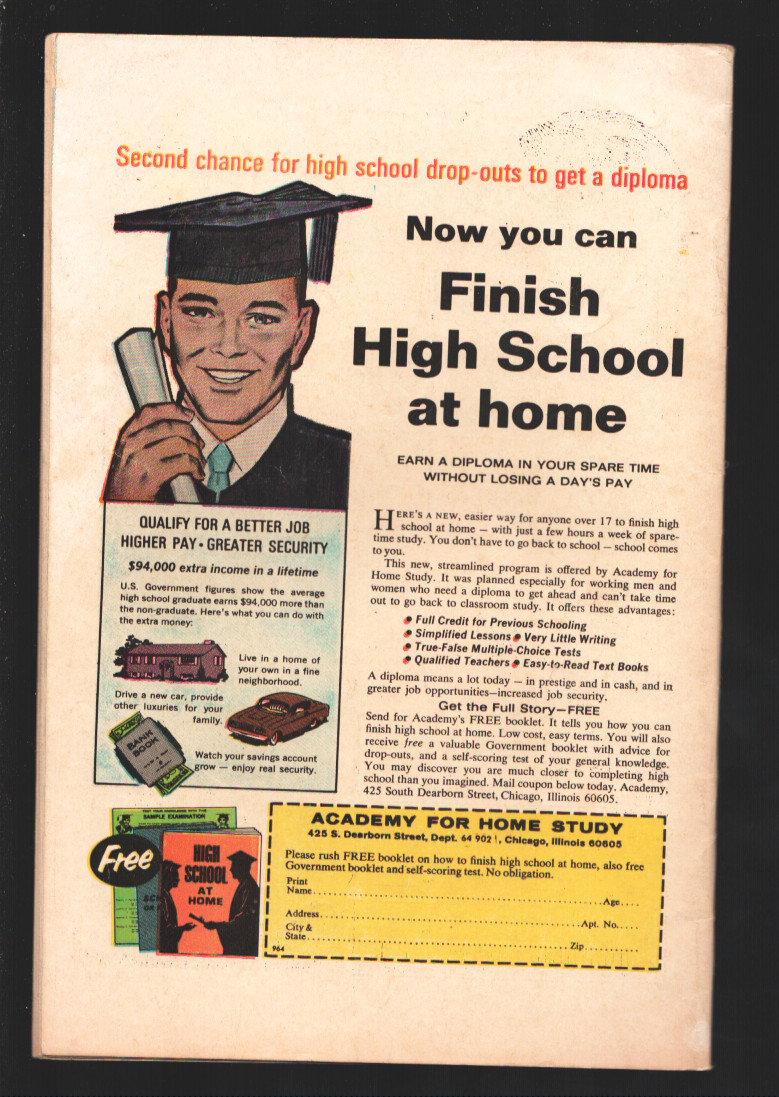 Second chance for high school drop-outs to get a diploma
Now you can
Finish
High School
at home
EARN A DIPLOMA IN YOUR SPARE TIME
WITHOUT LOSING A DAY'S PAY
HERE'S A NEW, easier way for anyone over 17 to finish high
school at home — with just a few hours a week of spare-
time study. You don't have to go back to school — school comes
to you.
This new, streamlined program is offered by Academy for
Home Study. It was planned especially for working men and
women who need a diploma to get ahead and can't take time
out to go back to classroom study. It offers these advantages:
• Full Credit for Previous Schooling
• Simplified Lessons • Very Little Writing
• True-False Multiple-Choice Tests
• Qualified Teachers • Easy-to-Read Text Books
A diploma means a lot today — in prestige and in cash, and in
greater job opportunities—increased job security.
Get the Full Story—FREE
Send for Academy's FREE booklet. It tells you how you can
finish high school at home. Low cost, easy terms. You will also
receive free a valuable Government booklet with advice for
drop-outs, and a self-scoring test of your general knowledge.
You may discover you are much closer to completing high
school than you imagined. Mail coupon below today. Academy,
425 South Dearborn Street, Chicago, Illinois 60605.
QUALIFY FOR A BETTER JOB
HIGHER PAY • GREATER SECURITY
$94,000 extra income in a lifetime
U.S. Government figures show the average
high school graduate earns $94,000 more than
the non-graduate. Here's what you can do with
the extra money:
Live in a home of
your own in a fine
neighborhood.
Drive a new car, provide
other luxuries for your
family.
BANK
BOOK
Watch your savings account
grow — enjoy real security.
SAMPLE EXAMINATION
Free
HIGH
SCHOOL
AT
HOME
ACADEMY FOR HOME STUDY
425 S. Dearborn Street, Dept. 64 902, Chicago, Illinois 60605
Please rush FREE booklet on how to finish high school at home, also free
Government booklet and self-scoring test. No obligation.
Print
Name Age
Address Apt. No.
City &
State Zip
964